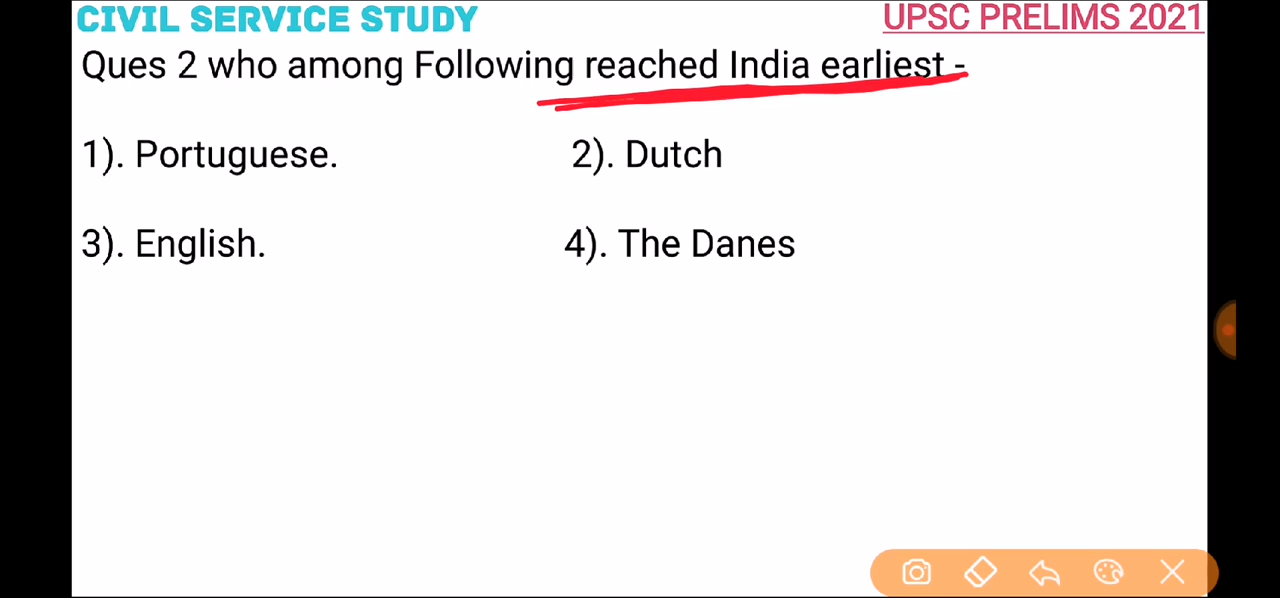 CIVIL SERVICE STUDY UPSC PRELIMS 2021
Ques 2 who among Following reached India earliest -
1). Portuguese. 2). Dutch
3). English. 4). The Danes